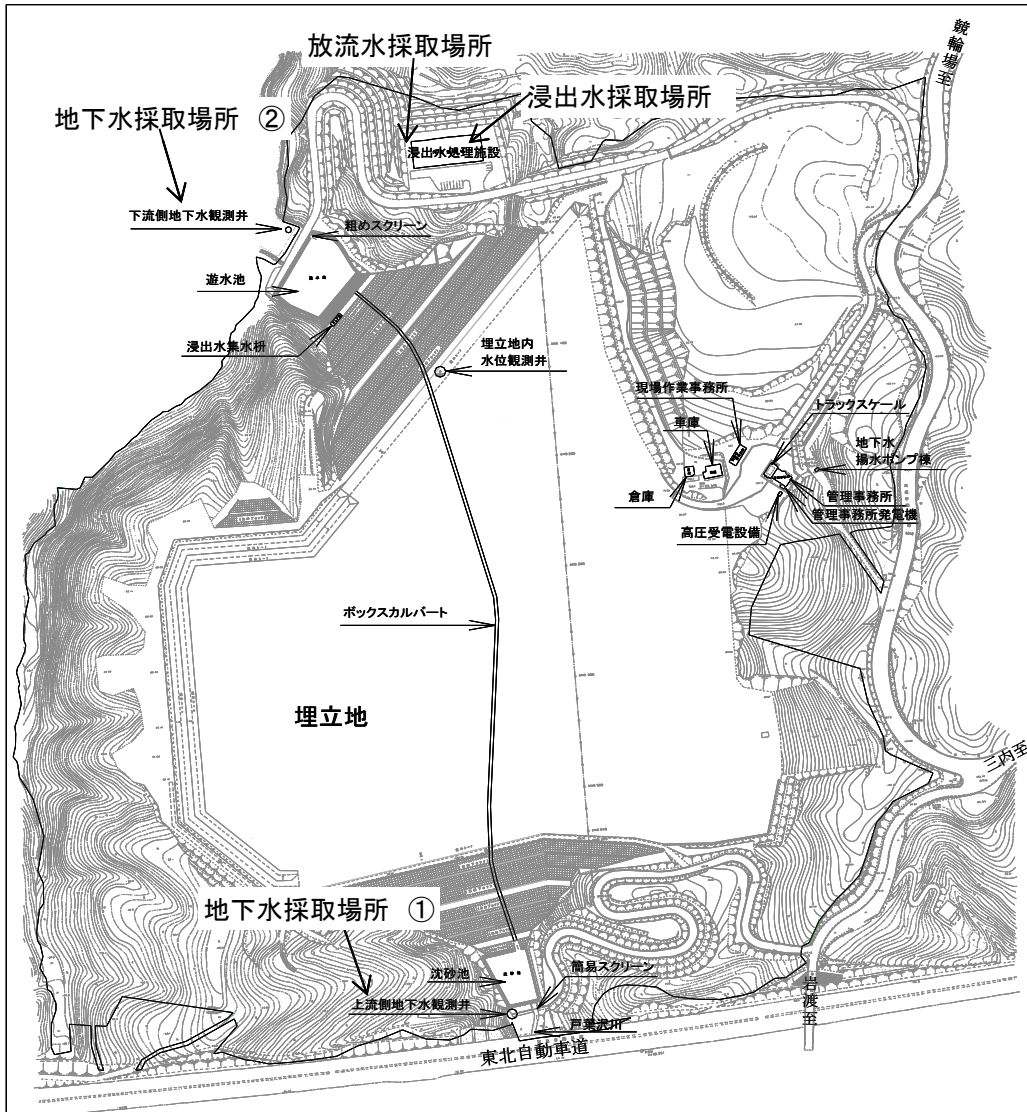 放流水採取場所
競輪場至
浸出水採取場所
地下水採取場所 ②
浸出水処理施設
下流側地下水観測井
粗めスクリーン
遊水池
浸出水集水桝
埋立地内
水位観測井
現場作業事務所
トラックスケール
車庫
地下水
揚水ポンプ棟
倉庫
管理事務所
管理事務所発電機
高圧受電設備
ボックスカルバート
埋立地
三内至
地下水採取場所 ①
沈砂池
簡易スクリーン
上流側地下水観測井
戸葉沢川
岩渡至
東北自動車道